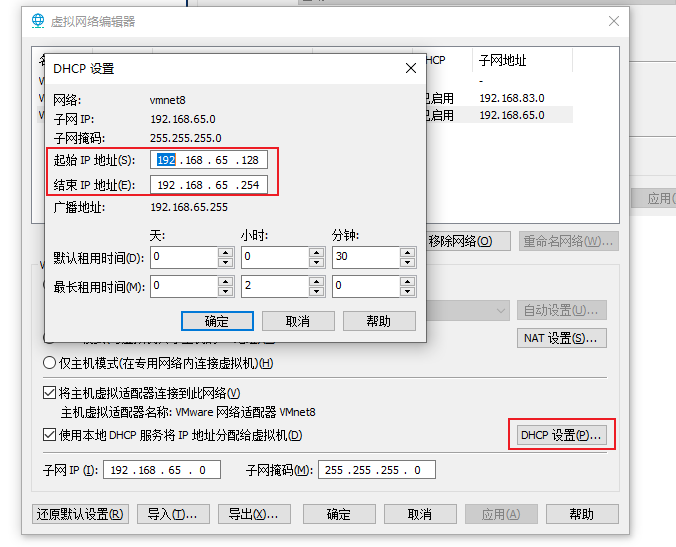 虚拟网络编辑器
DHCP 设置
网络: vmnet8
子网 IP: 192.168.65.0
子网掩码: 255.255.255.0
起始 IP 地址(S): 192 . 168 . 65 . 128
结束 IP 地址(E): 192 . 168 . 65 . 254
广播地址: 192.168.65.255
天: 小时: 分钟:
默认租用时间(D): 0 0 30
最长租用时间(M): 0 2 0
确定 取消 帮助
子网地址
-
已启用 192.168.83.0
已启用 192.168.65.0
应用(
移除网络(O) 重命名网络(W)...
自动设置(U)...
NAT 设置(S)...
仅主机模式(在专用网络内连接虚拟机)(H)
将主机虚拟适配器连接到此网络(V)
主机虚拟适配器名称: VMware 网络适配器 VMnet8
使用本地 DHCP 服务将 IP 地址分配给虚拟机(D) DHCP 设置(P)...
子网 IP (I): 192 . 168 . 65 . 0 子网掩码(M): 255 . 255 . 255 . 0
还原默认设置(R) 导入(T)... 导出(X)... 确定 取消 应用(A) 帮助